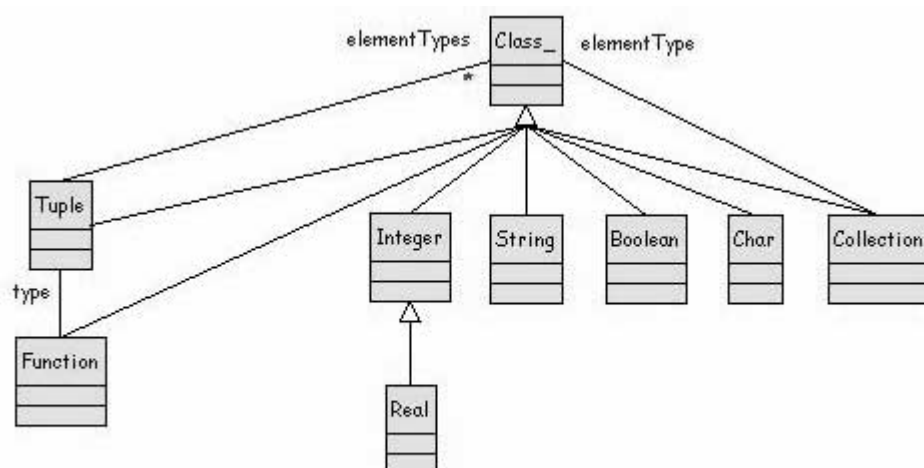 elementTypes
Class_
elementType
*
Tuple
Integer
String
Boolean
Char
Collection
type
Function
Real